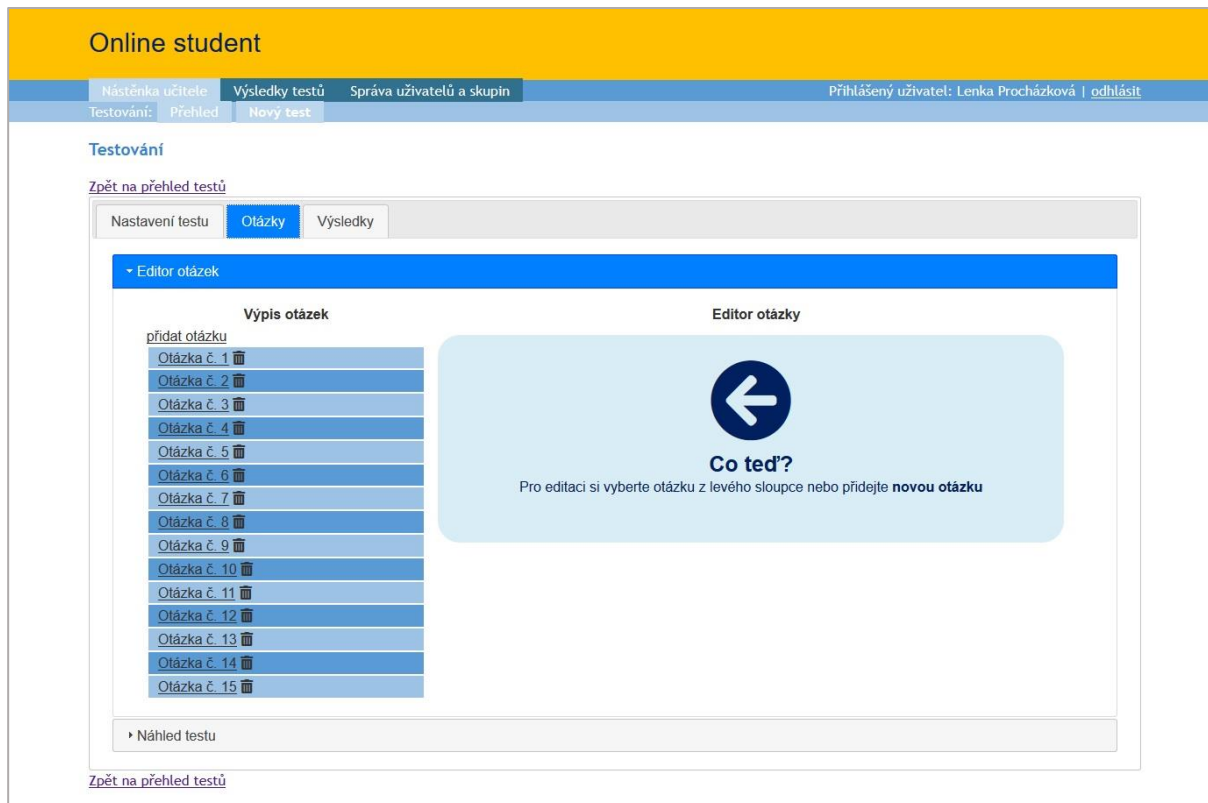 Online student
Nástěnka učitele Výsledky testů Správa uživatelů a skupin Přihlášený uživatel: Lenka Procházková | odhlásit
Testování: Přehled Nový test
Testování
Zpět na přehled testů
Nastavení testu Otázky Výsledky
Editor otázek
Výpis otázek Editor otázky
přidat otázku
Otázka č. 1
Otázka č. 2
Otázka č. 3
Otázka č. 4
Otázka č. 5
Otázka č. 6
Otázka č. 7
Otázka č. 8
Otázka č. 9
Otázka č. 10
Otázka č. 11
Otázka č. 12
Otázka č. 13
Otázka č. 14
Otázka č. 15
Co teď?
Pro editaci si vyberte otázku z levého sloupce nebo přidejte novou otázku
Náhled testu
Zpět na přehled testů